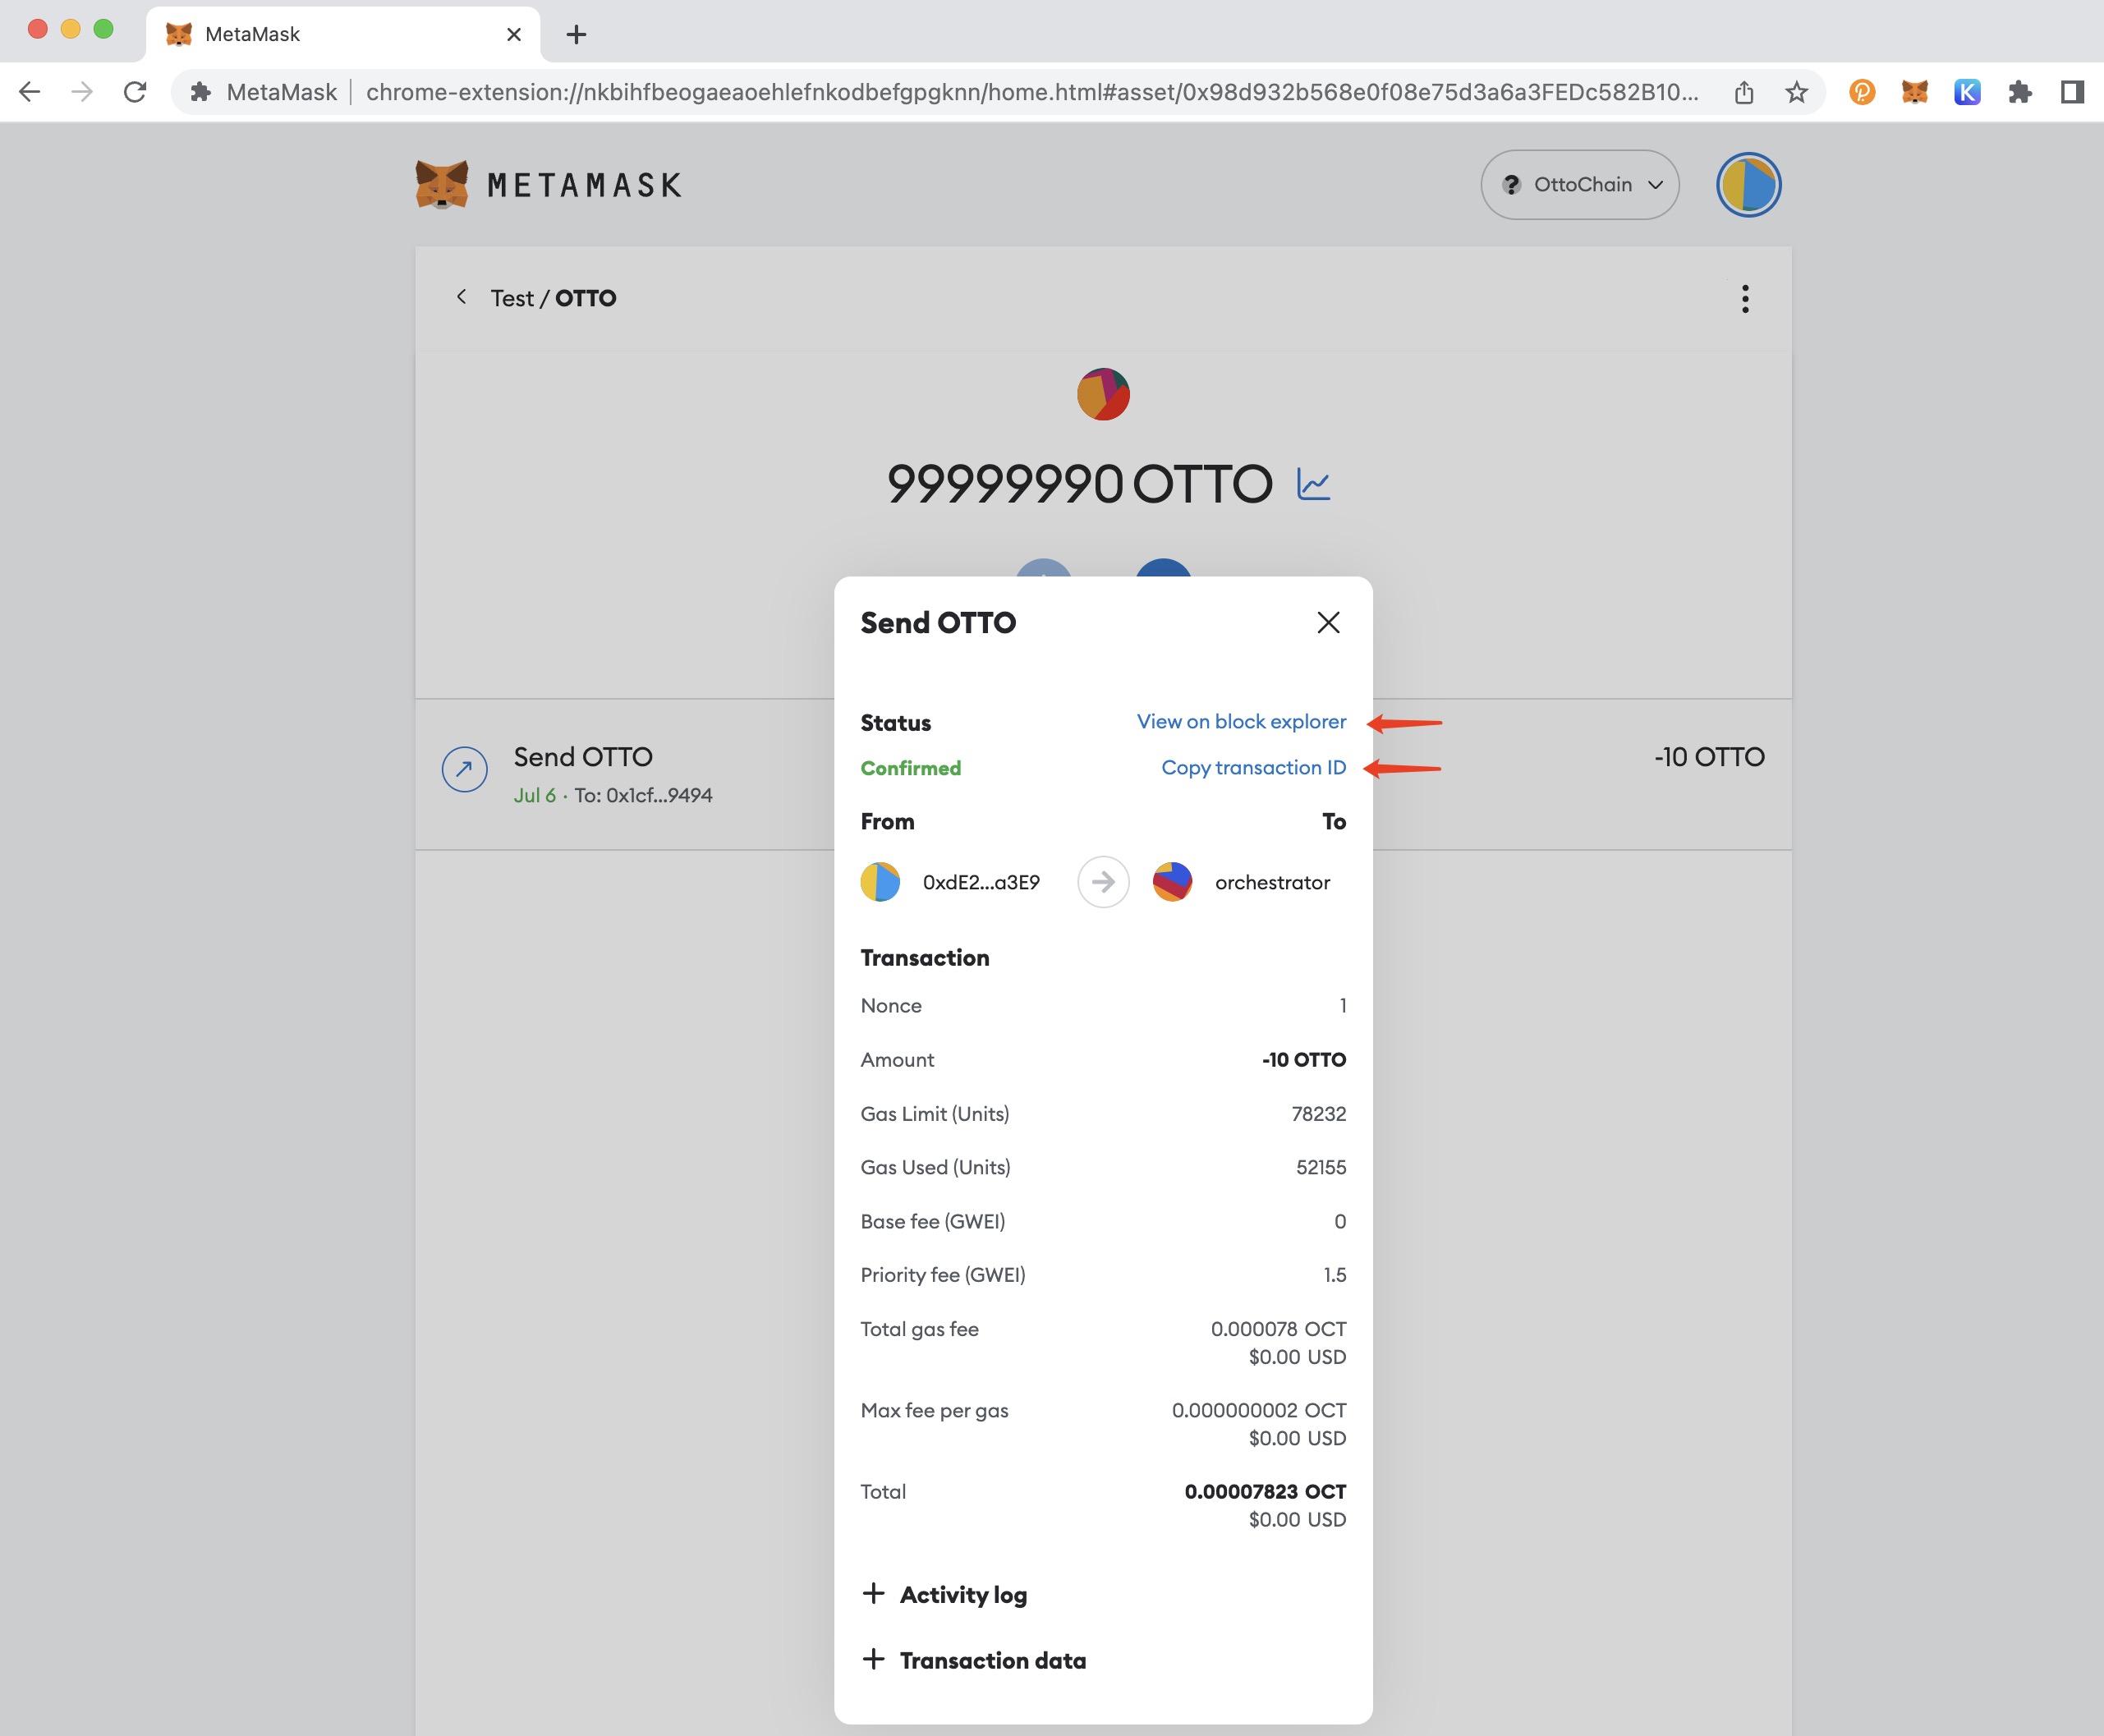 MetaMask
MetaMask
chrome-extension://nkbihfbeogaeaoehlefnkodbefgpgknn/home.html#asset/0x98d932b568e0f08e75d3a6a3FEDc582B10...
METAMASK
OttoChain
Test / OTTO
99999990 OTTO
Send OTTO
Jul 6 · To: 0x1cf...9494
-10 OTTO
Send OTTO
Status
View on block explorer
Confirmed
Copy transaction ID
From
To
0xdE2...a3E9
orchestrator
Transaction
Nonce
1
Amount
-10 OTTO
Gas Limit (Units)
78232
Gas Used (Units)
52155
Base fee (GWEI)
0
Priority fee (GWEI)
1.5
Total gas fee
0.000078 OCT
$0.00 USD
Max fee per gas
0.000000002 OCT
$0.00 USD
Total
0.00007823 OCT
$0.00 USD
Activity log
Transaction data